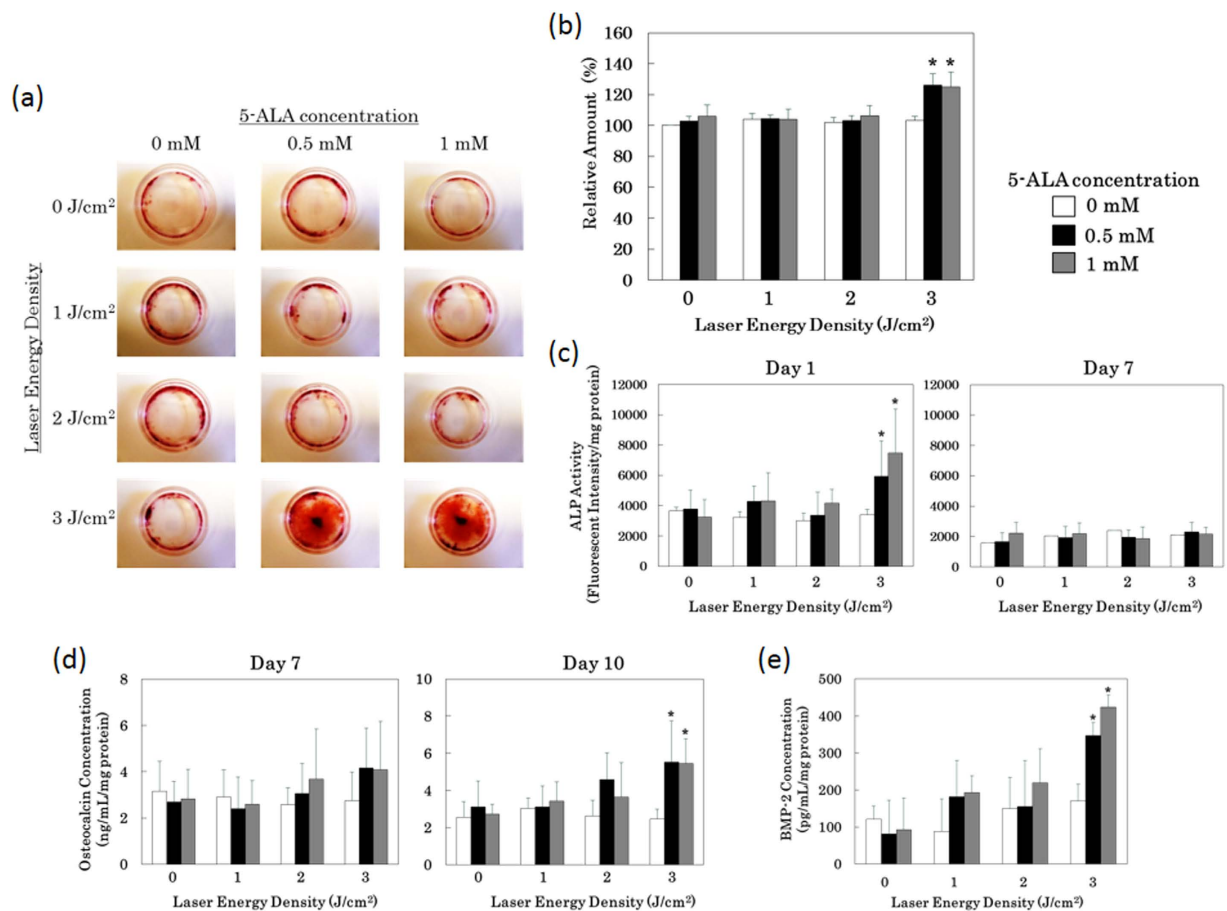 (a)
5-ALA concentration
0 mM
0.5 mM
1 mM
Laser Energy Density
0 J/cm²
1 J/cm²
2 J/cm²
3 J/cm²
(b)
Relative Amount (%)
160
140
120
100
80
60
40
20
0
* *
0 1 2 3
Laser Energy Density (J/cm²)
5-ALA concentration
0 mM
0.5 mM
1 mM
(c)
ALP Activity
(Fluorescent Intensity/mg protein)
Day 1
12000
10000
8000
6000
4000
2000
0
* *
0 1 2 3
Laser Energy Density (J/cm²)
Day 7
12000
10000
8000
6000
4000
2000
0
0 1 2 3
Laser Energy Density (J/cm²)
(d)
Osteocalcin Concentration
(ng/mL/mg protein)
Day 7
8
6
4
2
0
0 1 2 3
Laser Energy Density (J/cm²)
Day 10
10
8
6
4
2
0
* *
0 1 2 3
Laser Energy Density (J/cm²)
(e)
BMP-2 Concentration
(pg/mL/mg protein)
500
400
300
200
100
0
* *
0 1 2 3
Laser Energy Density (J/cm²)